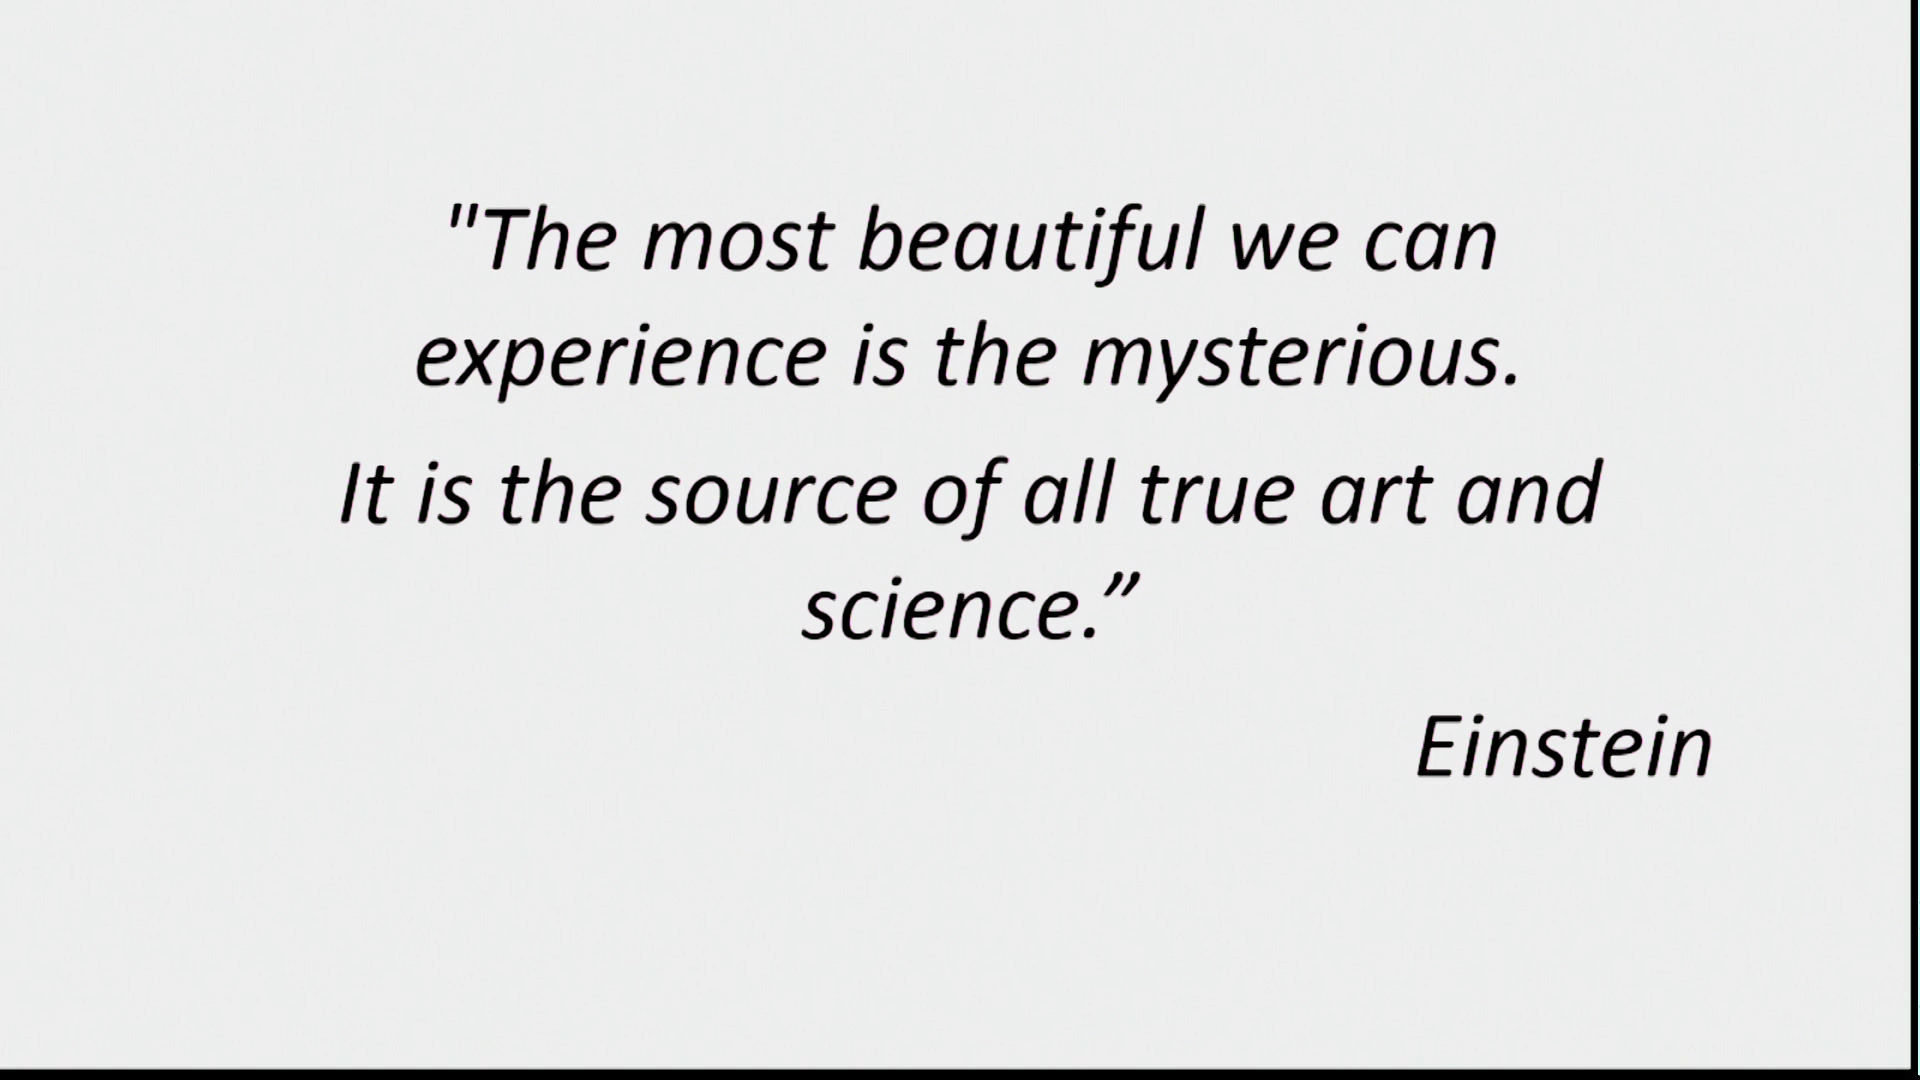 "The most beautiful we can
experience is the mysterious.
It is the source of all true art and
science.”
Einstein